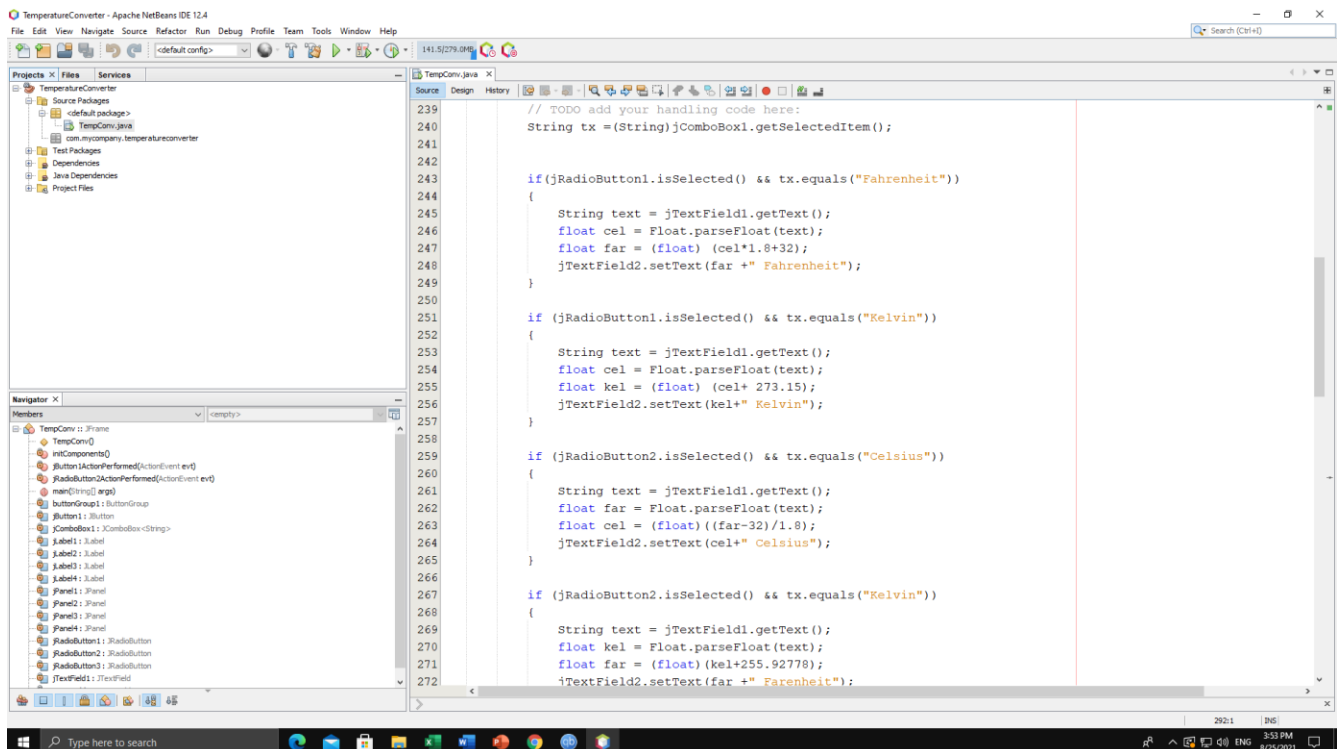 TemperatureConverter - Apache NetBeans IDE 12.4
File Edit View Navigate Source Refactor Run Debug Profile Team Tools Window Help
Search (Ctrl+I)
<default config>
141.5/279.0MB
Projects Files Services
TemperatureConverter
Source Packages
<default package>
TempConv.java
com.mycompany.temperatureconverter
Test Packages
Dependencies
Java Dependencies
Project Files
Navigator
Members <empty>
TempConv :: JFrame
TempConv()
initComponents()
jButton1ActionPerformed(ActionEvent evt)
jRadioButton2ActionPerformed(ActionEvent evt)
main(String[] args)
buttonGroup1 : ButtonGroup
jButton1 : JButton
jComboBox1 : JComboBox<String>
jLabel1 : JLabel
jLabel2 : JLabel
jLabel3 : JLabel
jLabel4 : JLabel
jPanel1 : JPanel
jPanel2 : JPanel
jPanel3 : JPanel
jPanel4 : JPanel
jRadioButton1 : JRadioButton
jRadioButton2 : JRadioButton
jRadioButton3 : JRadioButton
jTextField1 : JTextField
TempConv.java
Source Design History
239 // TODO add your handling code here:
240 String tx =(String)jComboBox1.getSelectedItem();
241
242
243 if(jRadioButton1.isSelected() && tx.equals("Fahrenheit"))
244 {
245 String text = jTextField1.getText();
246 float cel = Float.parseFloat(text);
247 float far = (float) (cel*1.8+32);
248 jTextField2.setText(far +" Fahrenheit");
249 }
250
251 if (jRadioButton1.isSelected() && tx.equals("Kelvin"))
252 {
253 String text = jTextField1.getText();
254 float cel = Float.parseFloat(text);
255 float kel = (float) (cel+ 273.15);
256 jTextField2.setText(kel+" Kelvin");
257 }
258
259 if (jRadioButton2.isSelected() && tx.equals("Celsius"))
260 {
261 String text = jTextField1.getText();
262 float far = Float.parseFloat(text);
263 float cel = (float)((far-32)/1.8);
264 jTextField2.setText(cel+" Celsius");
265 }
266
267 if (jRadioButton2.isSelected() && tx.equals("Kelvin"))
268 {
269 String text = jTextField1.getText();
270 float kel = Float.parseFloat(text);
271 float far = (float)(kel+255.92778);
272 jTextField2.setText(far +" Farenheit");
292:1 INS
Type here to search
ENG
3:53 PM
8/25/2021